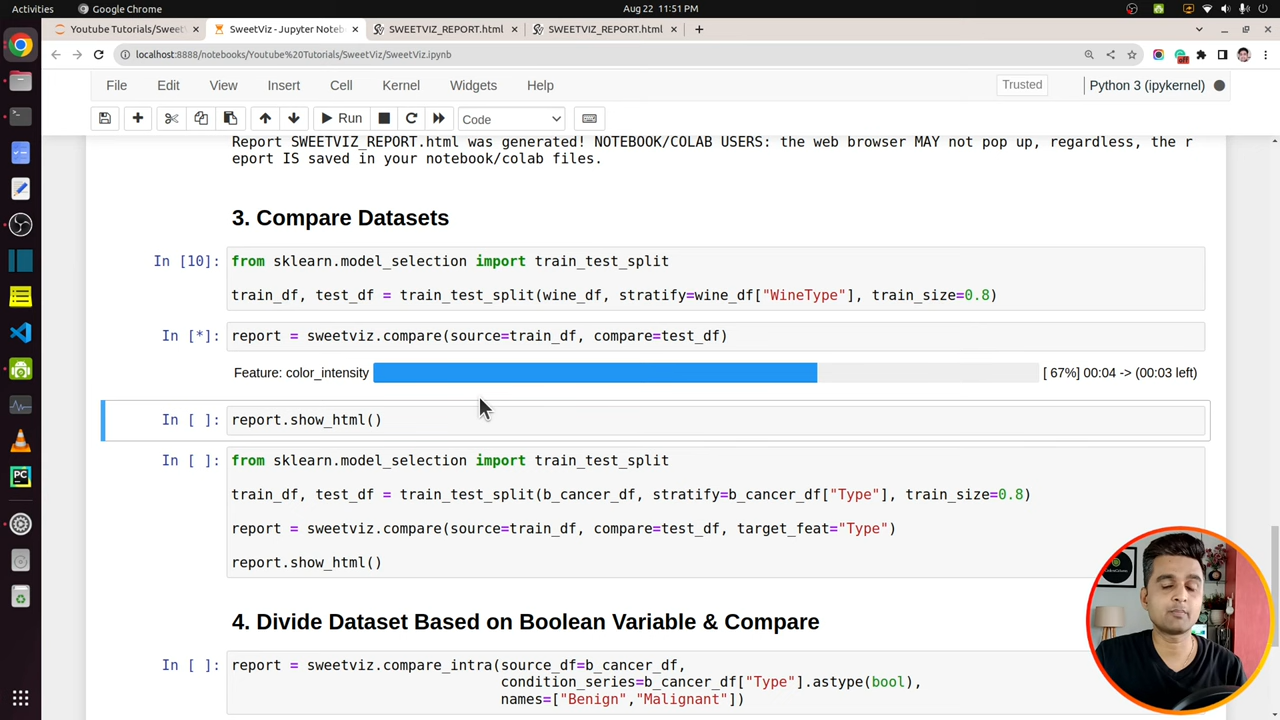 Activities
Google Chrome
Aug 22 11:51 PM
Youtube Tutorials/Sweet
SweetViz - Jupyter Noteb
SWEETVIZ_REPORT.html
SWEETVIZ_REPORT.html
localhost:8888/notebooks/Youtube%20Tutorials/SweetViz/SweetViz.ipynb
File Edit View Insert Cell Kernel Widgets Help
Trusted
Python 3 (ipykernel)
Run
Code
Report SWEETVIZ_REPORT.html was generated! NOTEBOOK/COLAB USERS: the web browser MAY not pop up, regardless, the r
eport IS saved in your notebook/colab files.
3. Compare Datasets
In [10]: from sklearn.model_selection import train_test_split
train_df, test_df = train_test_split(wine_df, stratify=wine_df["WineType"], train_size=0.8)
In [*]: report = sweetviz.compare(source=train_df, compare=test_df)
Feature: color_intensity [ 67%] 00:04 -> (00:03 left)
In [ ]: report.show_html()
In [ ]: from sklearn.model_selection import train_test_split
train_df, test_df = train_test_split(b_cancer_df, stratify=b_cancer_df["Type"], train_size=0.8)
report = sweetviz.compare(source=train_df, compare=test_df, target_feat="Type")
report.show_html()
4. Divide Dataset Based on Boolean Variable & Compare
In [ ]: report = sweetviz.compare_intra(source_df=b_cancer_df,
condition_series=b_cancer_df["Type"].astype(bool),
names=["Benign","Malignant"])